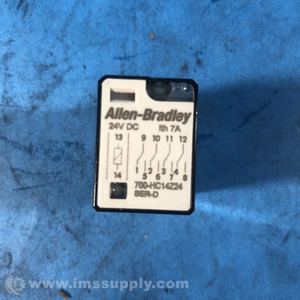 Allen-Bradley
24V DC Ith 7A
13 9 10 11 12
14 1 5 2 6 3 7 4 8
700-HC14Z24
SER-D
www.imssupply.com